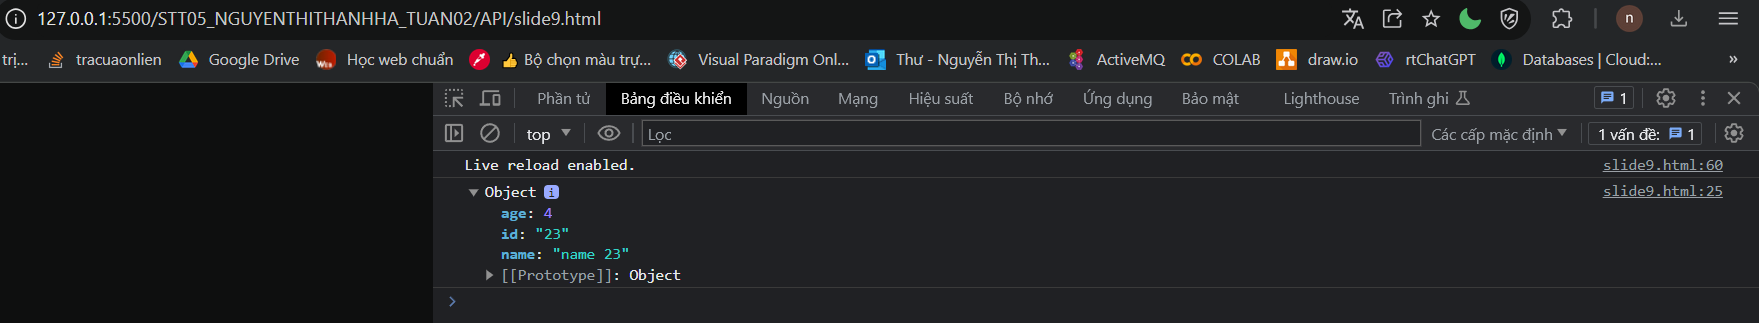 127.0.0.1:5500/STT05_NGUYENTHITHANHHA_TUAN02/API/slide9.html n
trị... tracuaonlien Google Drive Học web chuẩn 👍 Bộ chọn màu trự... Visual Paradigm Onl... Thư - Nguyễn Thị Th... ActiveMQ COLAB draw.io rtChatGPT Databases | Cloud:... »
Phần tử Bảng điều khiển Nguồn Mạng Hiệu suất Bộ nhớ Ứng dụng Bảo mật Lighthouse Trình ghi 1
top Lọc Các cấp mặc định 1 vấn đề: 1
Live reload enabled. slide9.html:60
Object i slide9.html:25
age: 4
id: "23"
name: "name 23"
[[Prototype]]: Object
>